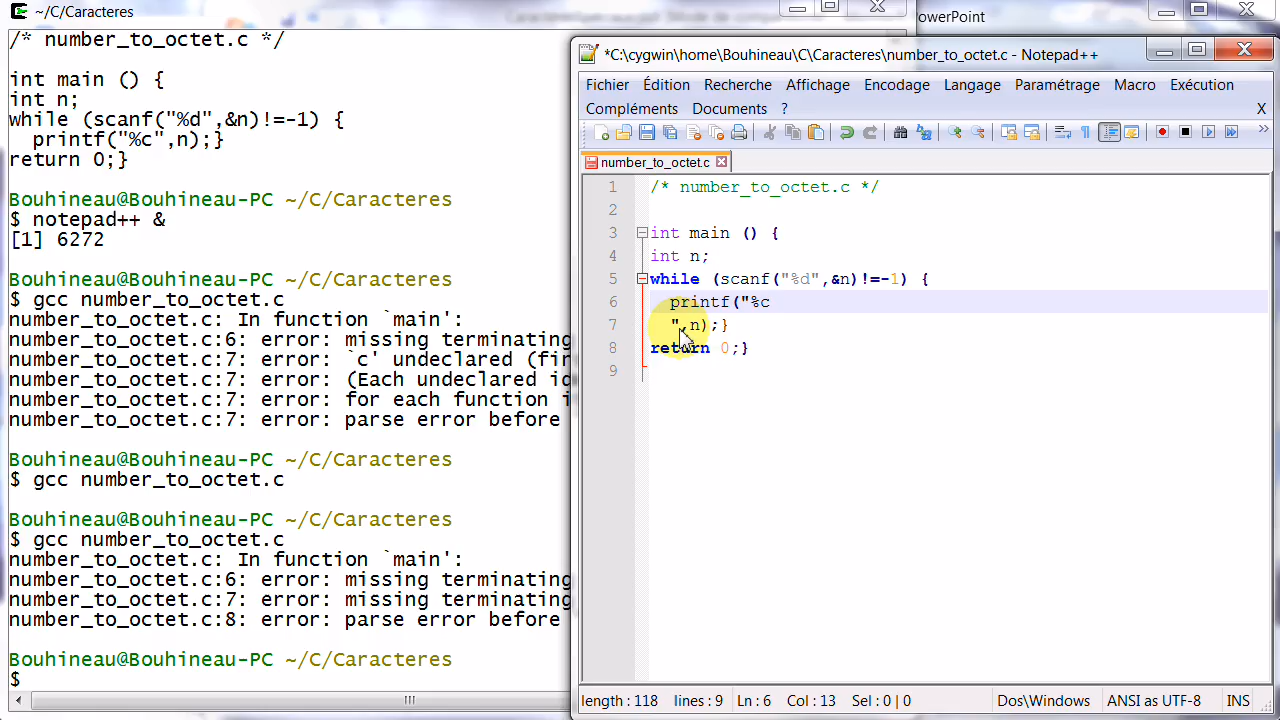 ~/C/Caracteres
/* number_to_octet.c */
int main () {
int n;
while (scanf("%d",&n)!=-1) {
printf("%c",n);}
return 0;}
Bouhineau@Bouhineau-PC ~/C/Caracteres
$ notepad++ &
[1] 6272
Bouhineau@Bouhineau-PC ~/C/Caracteres
$ gcc number_to_octet.c
number_to_octet.c: In function `main':
number_to_octet.c:6: error: missing terminating
number_to_octet.c:7: error: `c' undeclared (fir
number_to_octet.c:7: error: (Each undeclared id
number_to_octet.c:7: error: for each function i
number_to_octet.c:7: error: parse error before
Bouhineau@Bouhineau-PC ~/C/Caracteres
$ gcc number_to_octet.c
Bouhineau@Bouhineau-PC ~/C/Caracteres
$ gcc number_to_octet.c
number_to_octet.c: In function `main':
number_to_octet.c:6: error: missing terminating
number_to_octet.c:7: error: missing terminating
number_to_octet.c:8: error: parse error before
Bouhineau@Bouhineau-PC ~/C/Caracteres
$
owerPoint
*C:\cygwin\home\Bouhineau\C\Caracteres\number_to_octet.c - Notepad++
Fichier Édition Recherche Affichage Encodage Langage Paramétrage Macro Exécution
Compléments Documents ? X
number_to_octet.c
1 /* number_to_octet.c */
2
3 int main () {
4 int n;
5 while (scanf("%d",&n)!=-1) {
6 printf("%c
7 ",n);}
8 return 0;}
9
length : 118 lines : 9 Ln : 6 Col : 13 Sel : 0 | 0 Dos\Windows ANSI as UTF-8 INS